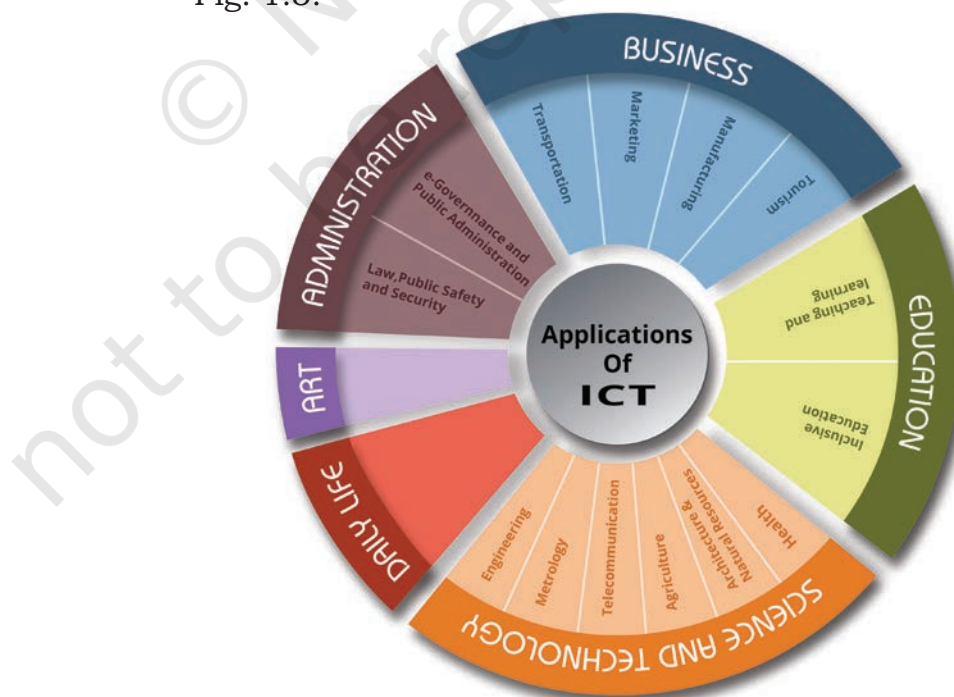 Fig. 1.8:
BUSINESS
Transportation
Marketing
Manufacturing
Tourism
EDUCATION
Teaching and
learning
Inclusive
Education
SCIENCE AND TECHNOLOGY
Health
Architecture &
Natural Resources
Agriculture
Telecommunication
Metrology
Engineering
DAILY LIFE
ART
ADMINISTRATION
Law,Public Safety
and Security
e-Governnance and
Public Administration
Applications
Of
ICT
©
not to be